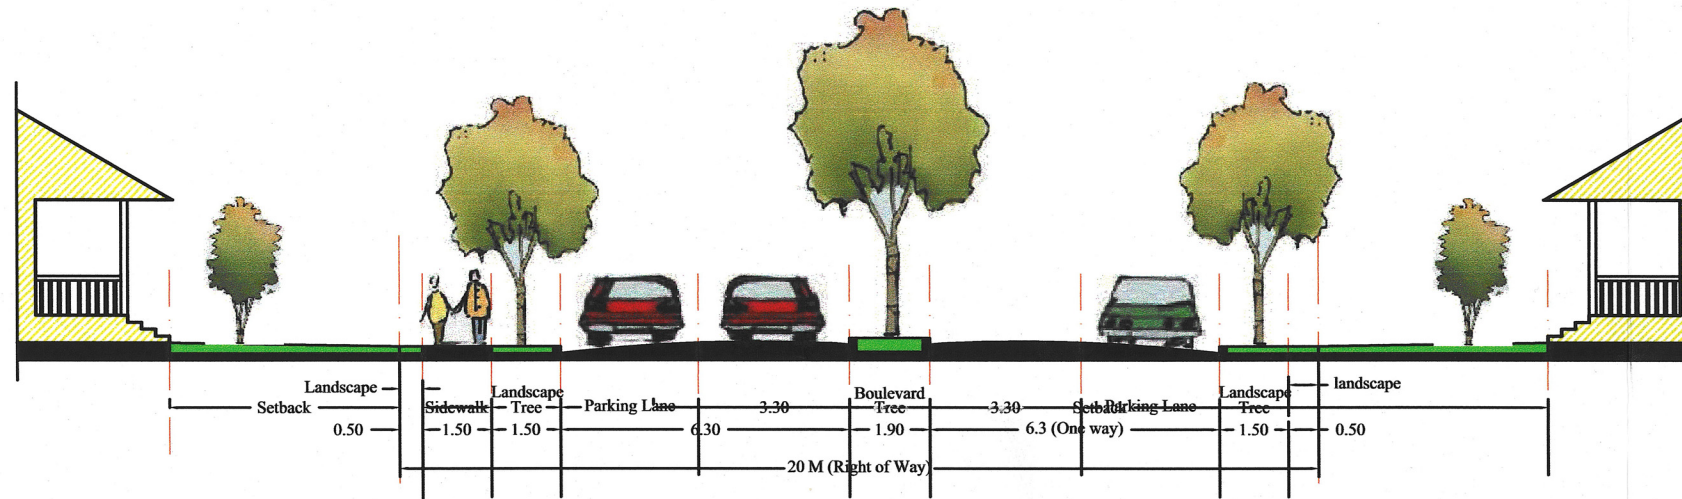 Landscape
Setback
0.50
Sidewalk
1.50
Landscape
Tree
1.50
Parking Lane
3.30
6.30
Boulevard
Tree
1.90
3.30
Setback
Parking Lane
6.3 (One way)
Landscape
Tree
1.50
landscape
0.50
20 M (Right of Way)